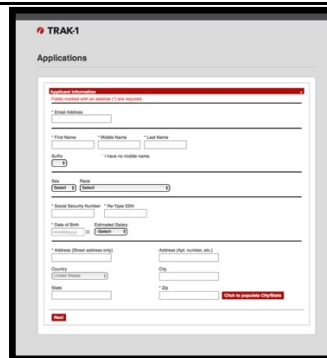 TRAK-1
Applications
Applicant Information
Fields marked with an asterisk (*) are required
* Email Address
* First Name * Middle Name * Last Name
Suffix I have no middle name.
Sex Race
-Select- -Select-
* Social Security Number * Re-Type SSN
* Date of Birth Estimated Salary
mm/dd/yyyy -Select-
* Address (Street address only) Address (Apt. number, etc.)
Country City
United States
State * Zip
Click to populate City/State
Next